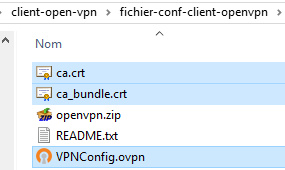 client-open-vpn > fichier-conf-client-openvpn >
Nom
ca.crt
ca_bundle.crt
openvpn.zip
README.txt
VPNConfig.ovpn